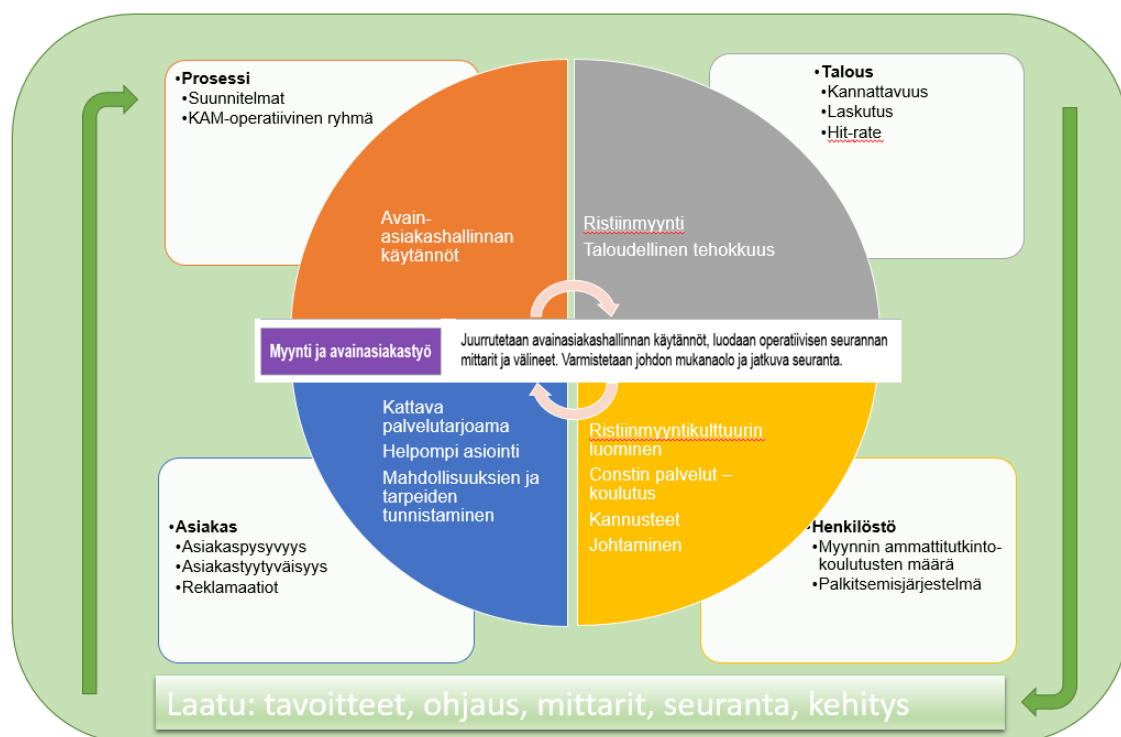 •Prosessi
•Suunnitelmat
•KAM-operatiivinen ryhmä
•Talous
•Kannattavuus
•Laskutus
•Hit-rate
Avain-
asiakashallinnan
käytännöt
Ristiinmyynti
Taloudellinen tehokkuus
Myynti ja avainasiakastyö
Juurrutetaan avainasiakashallinnan käytännöt, luodaan operatiivisen seurannan
mittarit ja välineet. Varmistetaan johdon mukanaolo ja jatkuva seuranta.
Kattava
palvelutarjoama
Helpompi asiointi
Mahdollisuuksien ja
tarpeiden
tunnistaminen
Ristiinmyyntikulttuurin
luominen
Constin palvelut –
koulutus
Kannusteet
Johtaminen
•Asiakas
•Asiakaspysyvyys
•Asiakastyytyväisyys
•Reklamaatiot
•Henkilöstö
•Myynnin ammattitutkinto-
koulutusten määrä
•Palkitsemisjärjestelmä
Laatu: tavoitteet, ohjaus, mittarit, seuranta, kehitys